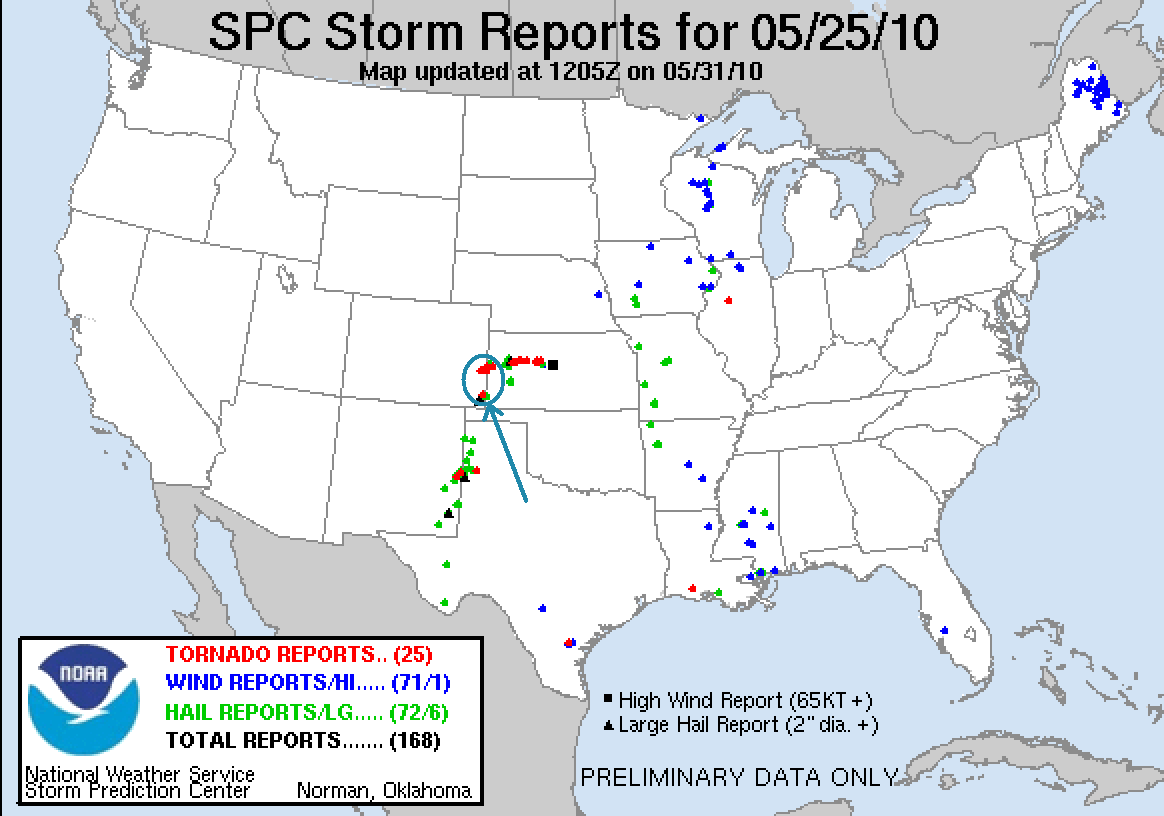 SPC Storm Reports for 05/25/10
Map updated at 1205Z on 05/31/10
NOAA
TORNADO REPORTS.. (25)
WIND REPORTS/HI..... (71/1)
HAIL REPORTS/LG..... (72/6)
TOTAL REPORTS....... (168)
National Weather Service
Storm Prediction Center Norman, Oklahoma
High Wind Report (65KT +)
Large Hail Report (2" dia. +)
PRELIMINARY DATA ONLY